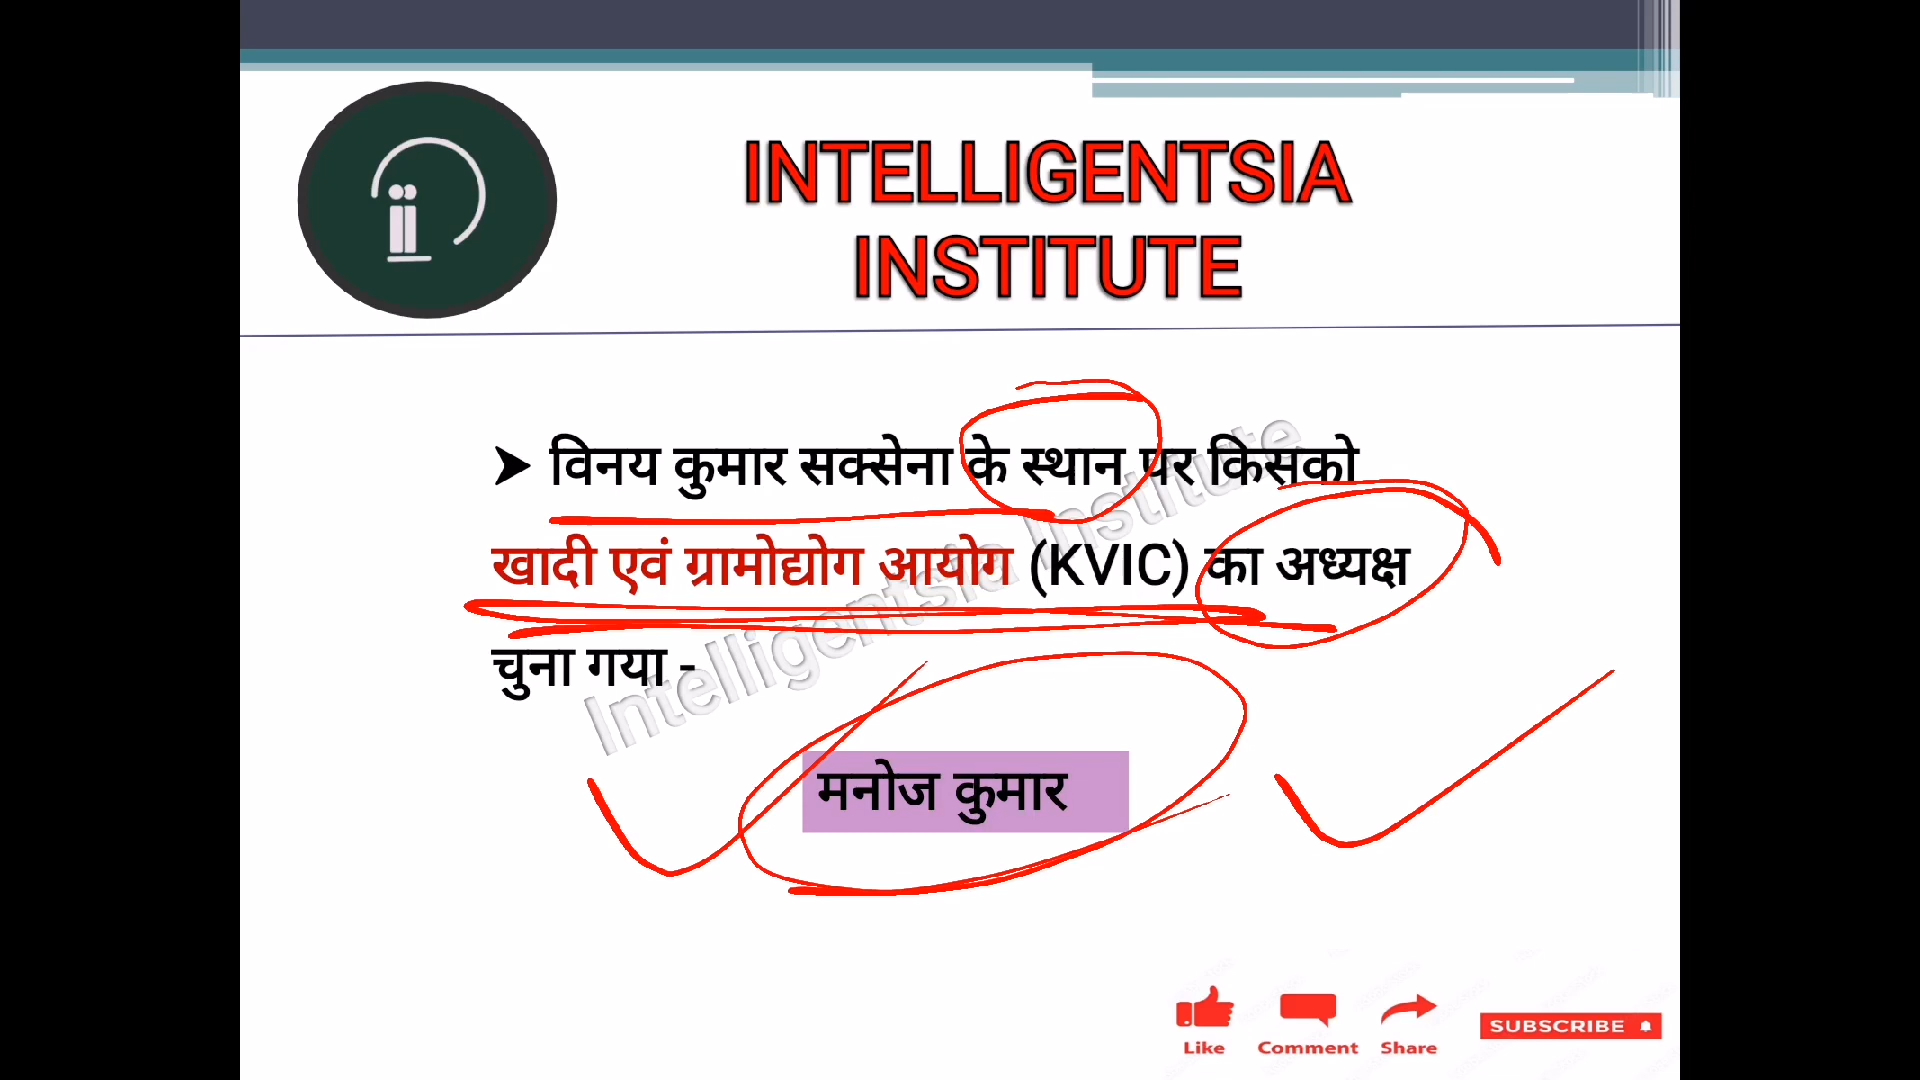 INTELLIGENTSIA
INSTITUTE
➤ विनय कुमार सक्सेना के स्थान पर किसको
खादी एवं ग्रामोद्योग आयोग (KVIC) का अध्यक्ष
चुना गया -
Intelligentsia Institute
मनोज कुमार
Like Comment Share SUBSCRIBE